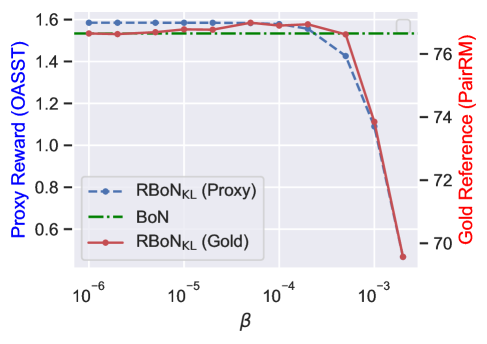 Proxy Reward (OASST)
1.6
1.4
1.2
1.0
0.8
0.6
RBoN_KL (Proxy)
BoN
RBoN_KL (Gold)
76
74
72
70
Gold Reference (PairRM)
10⁻⁶
10⁻⁵
10⁻⁴
10⁻³
β